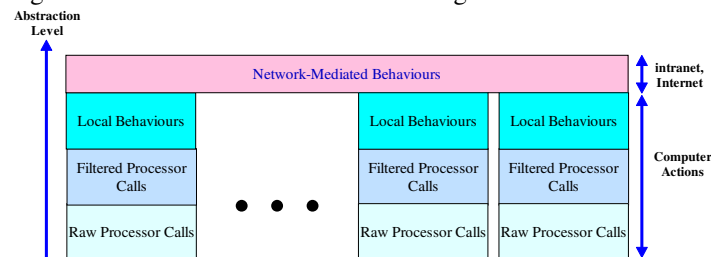 Abstraction
Level
Network-Mediated Behaviours
intranet,
Internet
Local Behaviours
Local Behaviours
Local Behaviours
Filtered Processor
Calls
Filtered Processor
Calls
Filtered Processor
Calls
Computer
Actions
Raw Processor Calls
Raw Processor Calls
Raw Processor Calls